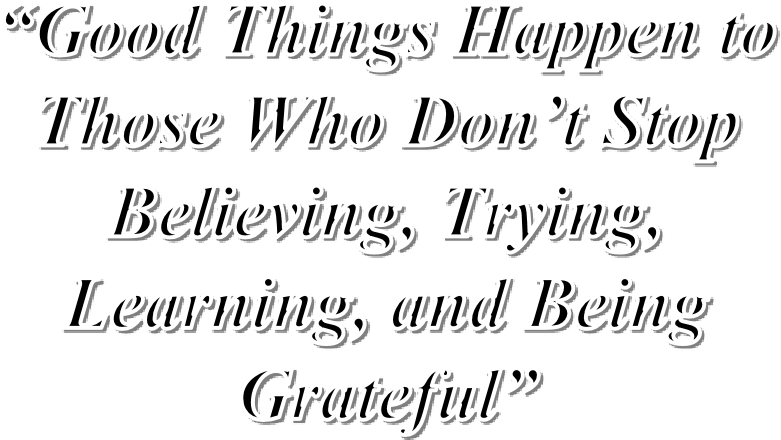 “Good Things Happen to
Those Who Don’t Stop
Believing, Trying,
Learning, and Being
Grateful”